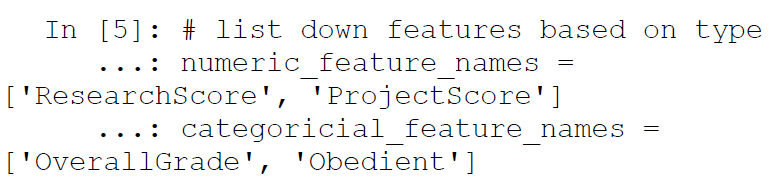 In [5]: # list down features based on type
...: numeric_feature_names =
['ResearchScore', 'ProjectScore']
...: categoricial_feature_names =
['OverallGrade', 'Obedient']